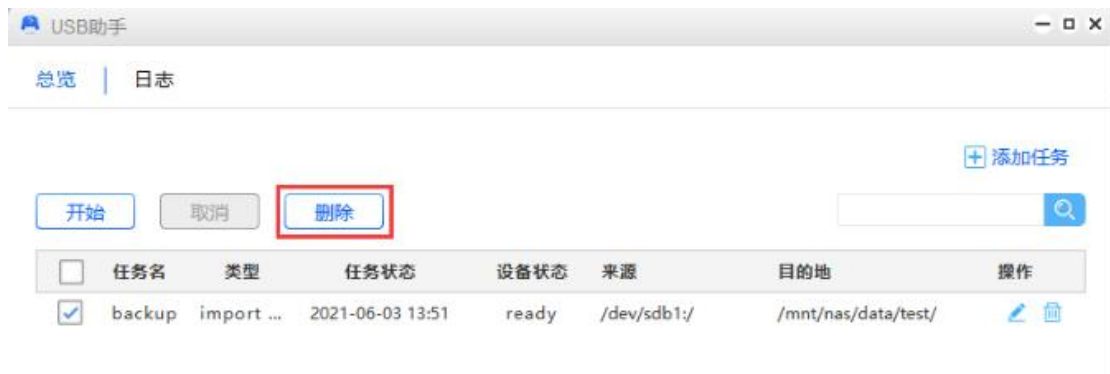 USB助手
总览 日志
添加任务
开始 取消 删除
任务名 类型 任务状态 设备状态 来源 目的地 操作
backup import ... 2021-06-03 13:51 ready /dev/sdb1:/ /mnt/nas/data/test/